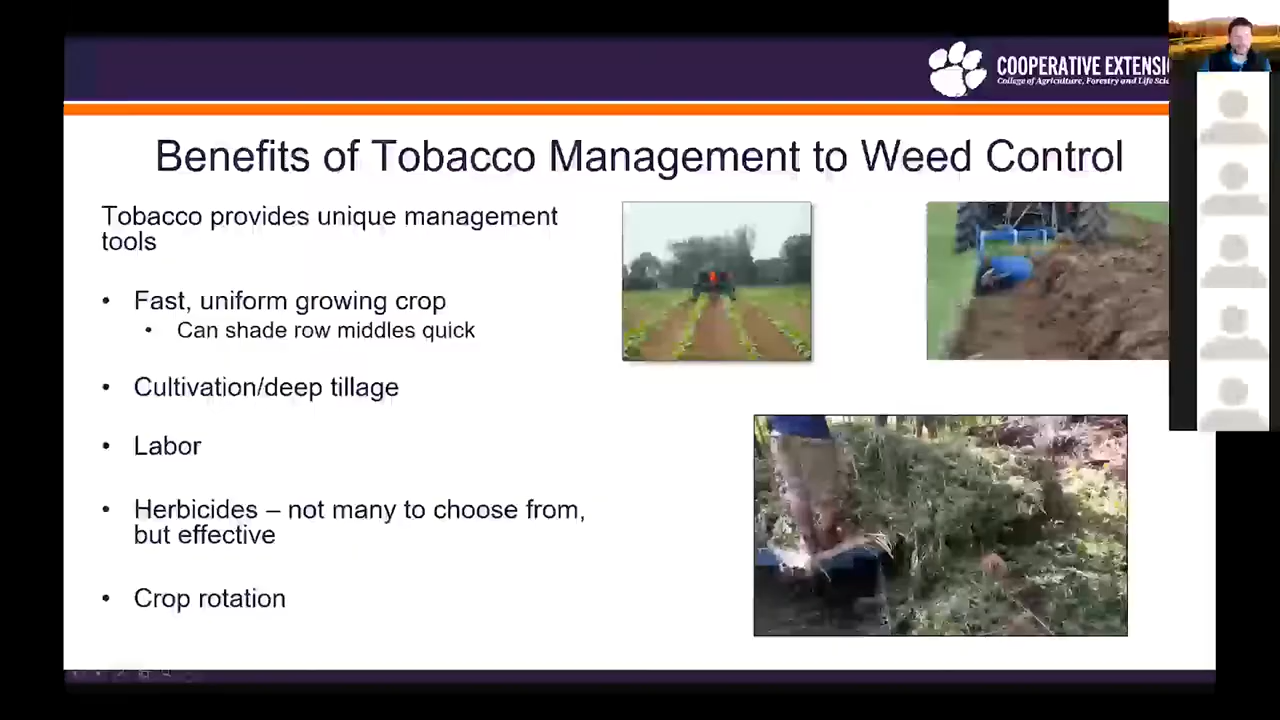 COOPERATIVE EXTENSI
College of Agriculture, Forestry and Life Sci
Benefits of Tobacco Management to Weed Control
Tobacco provides unique management
tools
• Fast, uniform growing crop
• Can shade row middles quick
• Cultivation/deep tillage
• Labor
• Herbicides – not many to choose from,
but effective
• Crop rotation